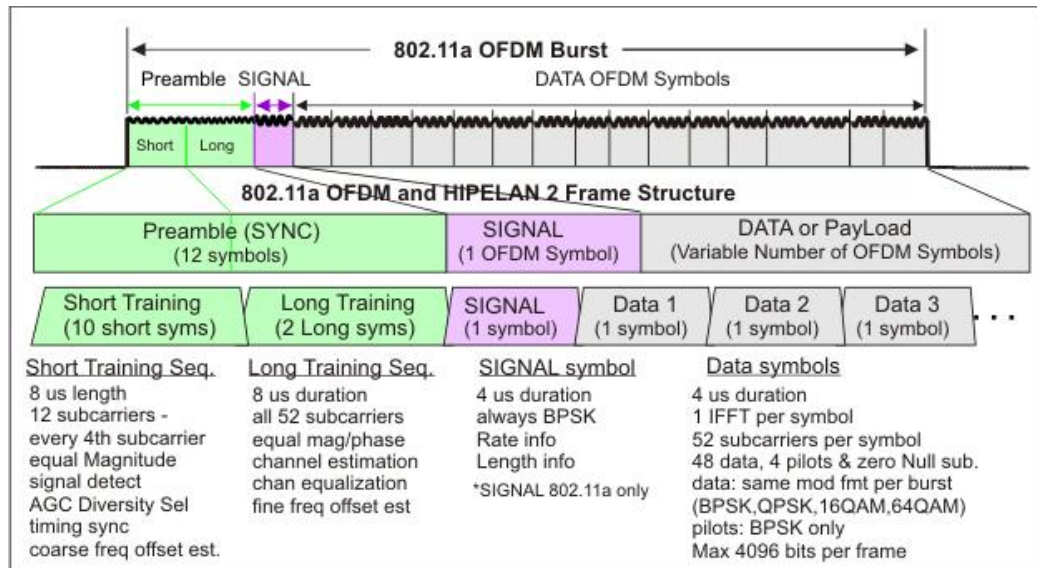 802.11a OFDM Burst
Preamble SIGNAL DATA OFDM Symbols
Short Long
802.11a OFDM and HIPELAN 2 Frame Structure
Preamble (SYNC)
(12 symbols)
SIGNAL
(1 OFDM Symbol)
DATA or PayLoad
(Variable Number of OFDM Symbols)
Short Training
(10 short syms)
Long Training
(2 Long syms)
SIGNAL
(1 symbol)
Data 1
(1 symbol)
Data 2
(1 symbol)
Data 3
(1 symbol)
. . .
Short Training Seq.
8 us length
12 subcarriers -
every 4th subcarrier
equal Magnitude
signal detect
AGC Diversity Sel
timing sync
coarse freq offset est.
Long Training Seq.
8 us duration
all 52 subcarriers
equal mag/phase
channel estimation
chan equalization
fine freq offset est
SIGNAL symbol
4 us duration
always BPSK
Rate info
Length info
*SIGNAL 802.11a only
Data symbols
4 us duration
1 IFFT per symbol
52 subcarriers per symbol
48 data, 4 pilots & zero Null sub.
data: same mod fmt per burst
(BPSK,QPSK,16QAM,64QAM)
pilots: BPSK only
Max 4096 bits per frame